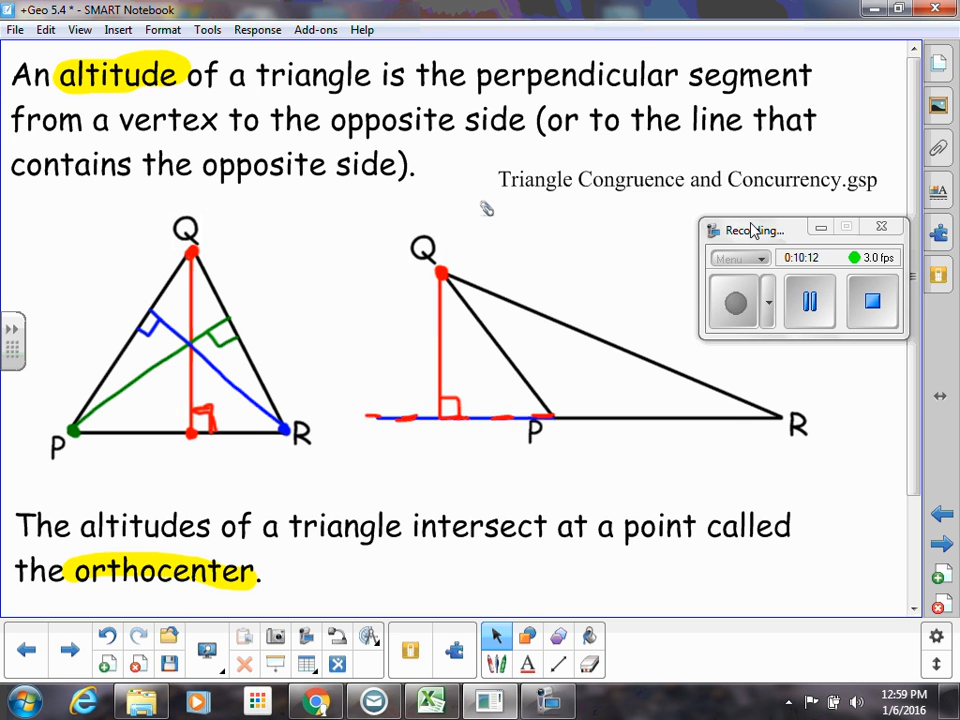 +Geo 5.4 * - SMART Notebook
File Edit View Insert Format Tools Response Add-ons Help
An altitude of a triangle is the perpendicular segment
from a vertex to the opposite side (or to the line that
contains the opposite side).
Triangle Congruence and Concurrency.gsp
Recording...
Menu 0:10:12 3.0 fps
Q
Q
P
R
P
R
The altitudes of a triangle intersect at a point called
the orthocenter.
12:59 PM
1/6/2016